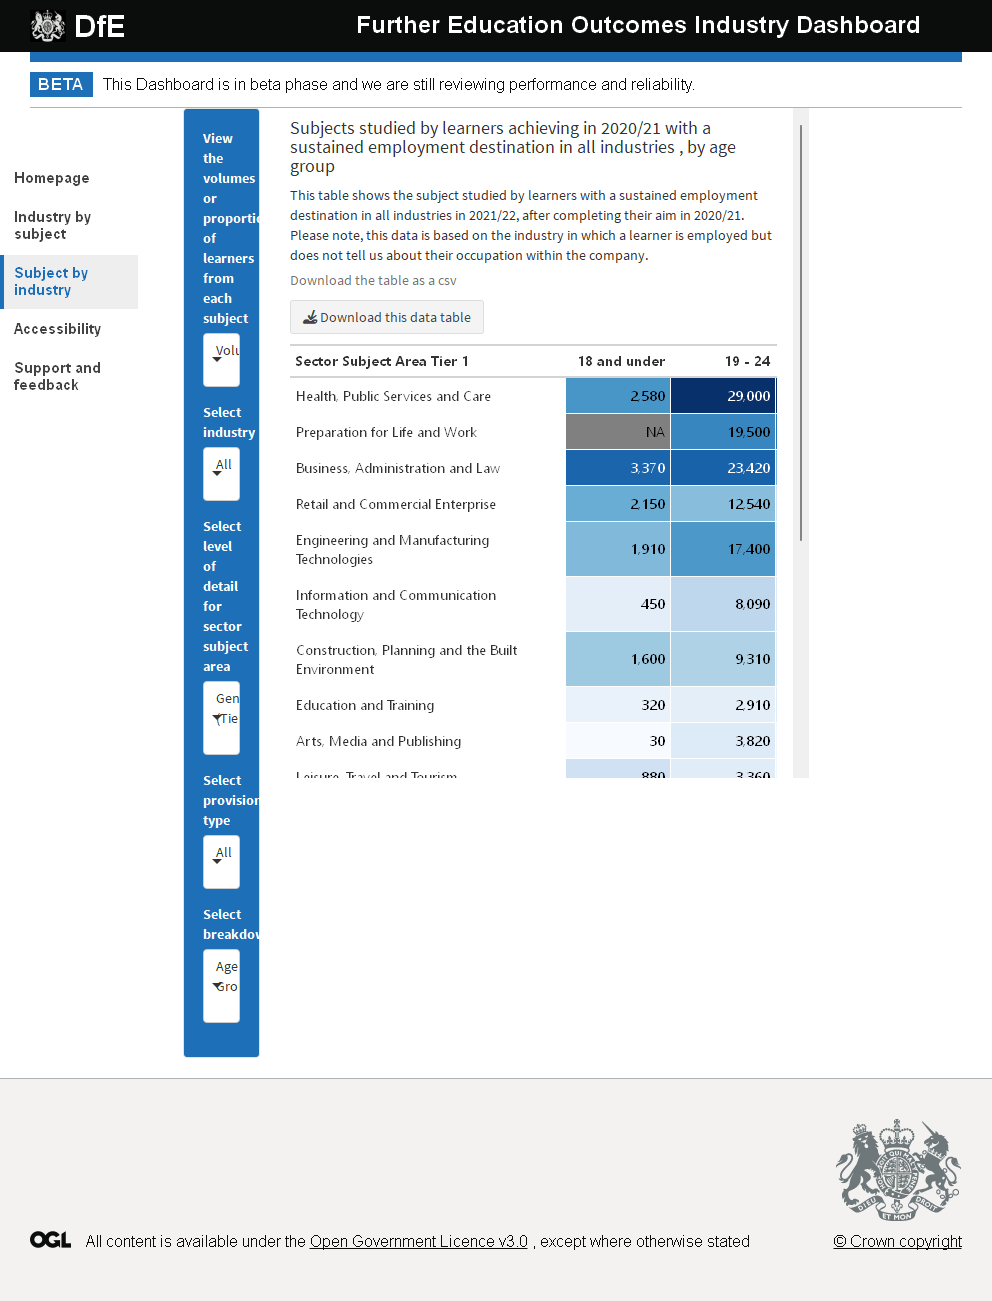 DfE
Further Education Outcomes Industry Dashboard
BETA This Dashboard is in beta phase and we are still reviewing performance and reliability.
Homepage
Industry by
subject
Subject by
industry
Accessibility
Support and
feedback
View
the
volumes
or
of
learners
from
each
subject
Select
industry
All
Select
level
of
detail
for
sector
subject
area
Select
type
All
Select
Age
Subjects studied by learners achieving in 2020/21 with a
sustained employment destination in all industries , by age
group
This table shows the subject studied by learners with a sustained employment
destination in all industries in 2021/22, after completing their aim in 2020/21.
Please note, this data is based on the industry in which a learner is employed but
does not tell us about their occupation within the company.
Download the table as a csv
Download this data table
Sector Subject Area Tier 1 18 and under 19 - 24
Health, Public Services and Care 2,580 29,000
Preparation for Life and Work NA 19,500
Business, Administration and Law 3,370 23,420
Retail and Commercial Enterprise 2,150 12,540
Engineering and Manufacturing
Technologies 1,910 17,400
Information and Communication
Technology 450 8,090
Construction, Planning and the Built
Environment 1,600 9,310
Education and Training 320 2,910
Arts, Media and Publishing 30 3,820
Leisure, Travel and Tourism 880 3,360
OGL All content is available under the Open Government Licence v3.0 , except where otherwise stated
© Crown copyright